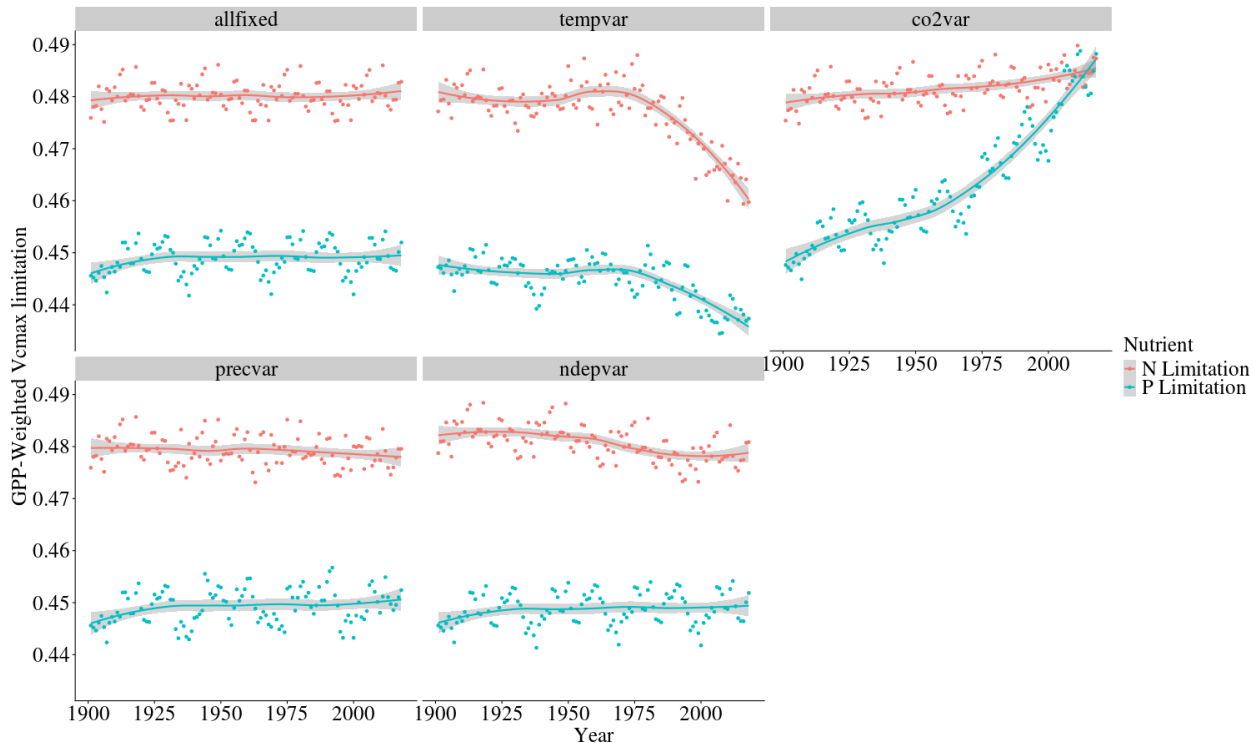 allfixed tempvar co2var
0.49
0.48
0.47
0.46
0.45
0.44
1900 1925 1950 1975 2000
precvar ndepvar
0.49
0.48
0.47
0.46
0.45
0.44
1900 1925 1950 1975 2000 1900 1925 1950 1975 2000
Year
GPP-Weighted Vcmax limitation
Nutrient
N Limitation
P Limitation